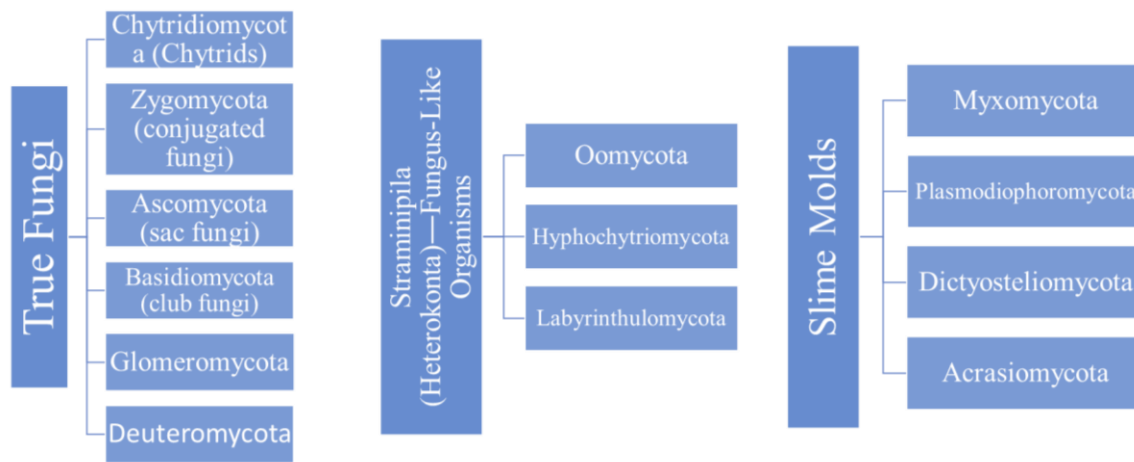 True Fungi
Chytridiomycot
a (Chytrids)
Zygomycota
(conjugated
fungi)
Ascomycota
(sac fungi)
Basidiomycota
(club fungi)
Glomeromycota
Deuteromycota
Straminipila
(Heterokonta)—Fungus-Like
Organisms
Oomycota
Hyphochytriomycota
Labyrinthulomycota
Slime Molds
Myxomycota
Plasmodiophoromycota
Dictyosteliomycota
Acrasiomycota